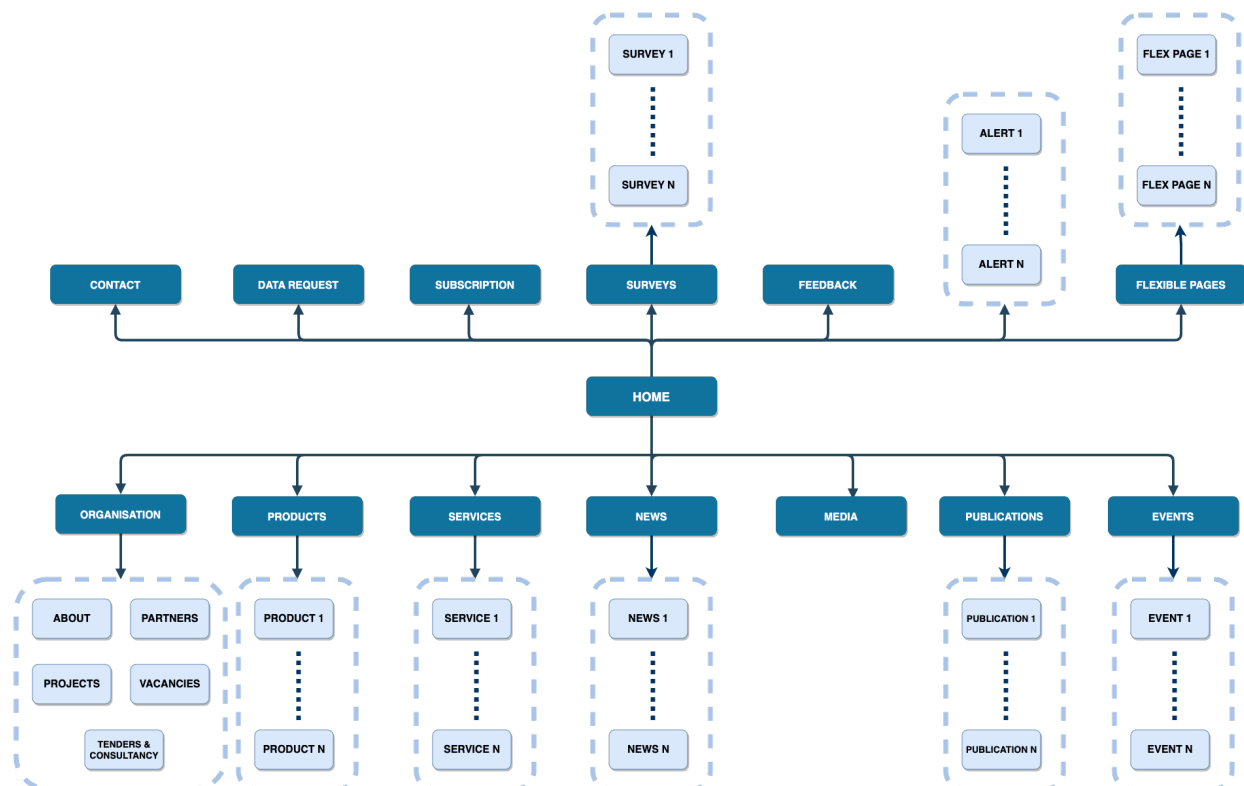 SURVEY 1
FLEX PAGE 1
ALERT 1
SURVEY N
FLEX PAGE N
ALERT N
CONTACT
DATA REQUEST
SUBSCRIPTION
SURVEYS
FEEDBACK
FLEXIBLE PAGES
HOME
ORGANISATION
PRODUCTS
SERVICES
NEWS
MEDIA
PUBLICATIONS
EVENTS
ABOUT
PARTNERS
PRODUCT 1
SERVICE 1
NEWS 1
PUBLICATION 1
EVENT 1
PROJECTS
VACANCIES
TENDERS &
CONSULTANCY
PRODUCT N
SERVICE N
NEWS N
PUBLICATION N
EVENT N